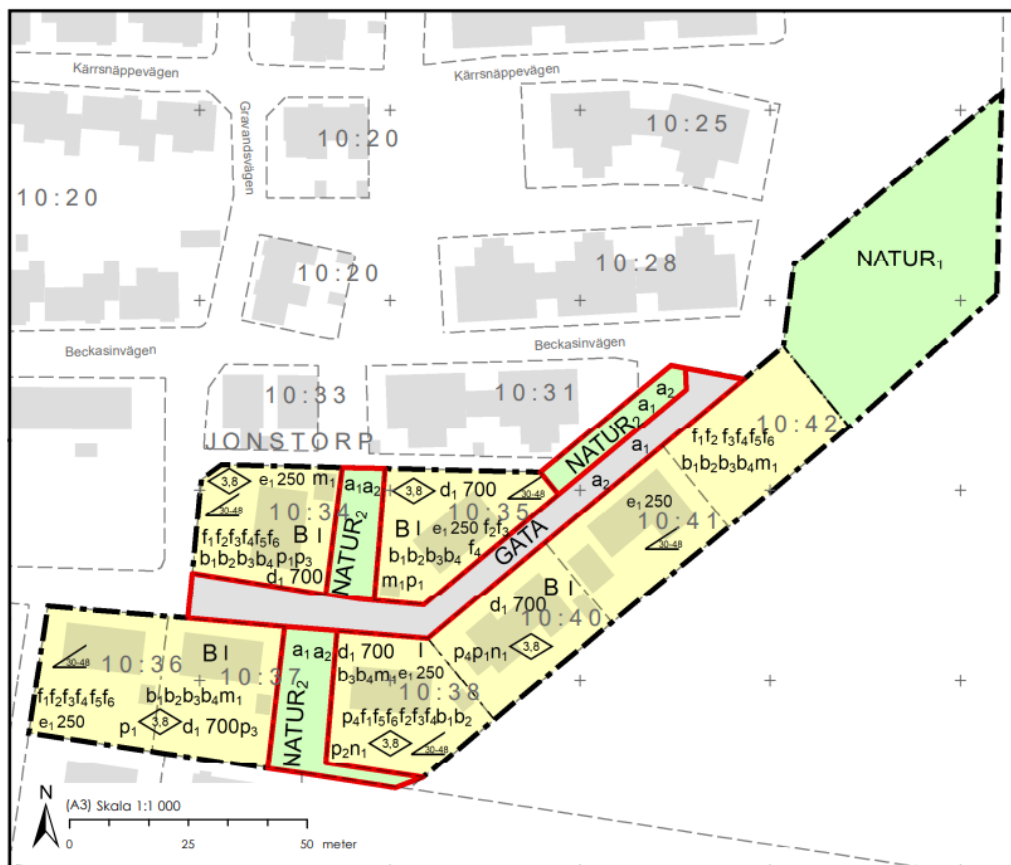 Kärrsnäppevägen
Kärrsnäppevägen
Gravandsvägen
10:20
10:25
10:20
10:20
10:28
NATUR₁
Beckasinvägen
Beckasinvägen
10:33
10:31
JONSTORP
a₁ a₂
NATUR₂
10:42
f₁f₂ f₃f₄f₅f₆
b₁b₂b₃b₄m₁
a₁
a₂
GATA
e₁ 250
10:41
30-48
3,8 e₁ 250 m₁
30-48
10:34
f₁f₂f₃f₄f₅f₆ B I
b₁b₂b₃b₄p₁p₃
d₁ 700
a₁a₂
NATUR₂
3,8 d₁ 700
30-48
10:35
B I e₁ 250 f₂f₃
b₁b₂b₃b₄ f₄
m₁p₁
B I
d₁ 700
10:40
p₄p₁n₁ 3,8
B I
30-48
10:36
10:37
f₁f₂f₃f₄f₅f₆ b₁b₂b₃b₄m₁
e₁ 250
p₁ 3,8 d₁ 700p₃
a₁ a₂
NATUR₂
d₁ 700 I
b₃b₄m₁e₁ 250
10:38
p₄f₁f₅f₆f₂f₃f₄b₁b₂
p₂n₁ 3,8 30-48
N
(A3) Skala 1:1 000
0 25 50 meter